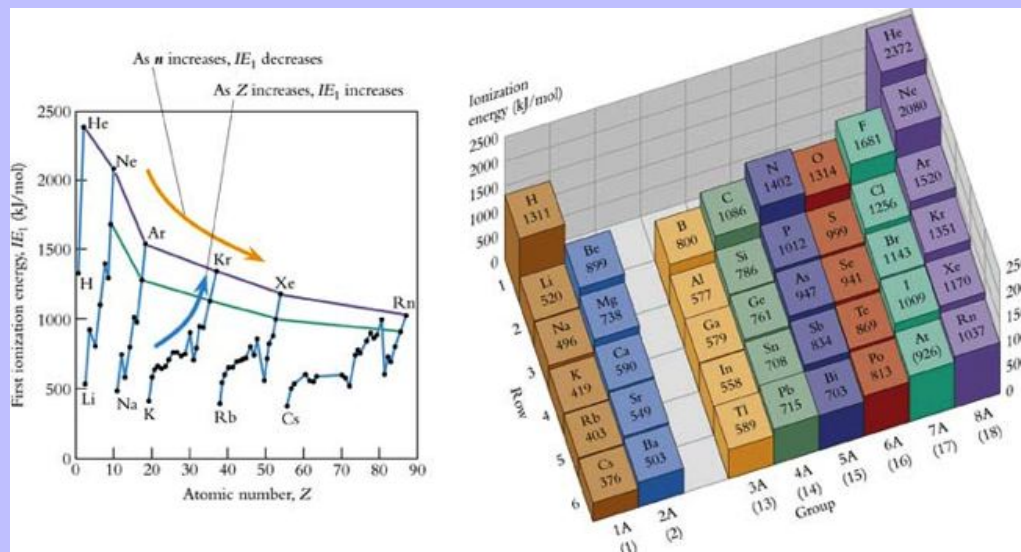 As n increases, IE1 decreases
As Z increases, IE1 increases
First ionization energy, IE1 (kJ/mol)
2500
2000
1500
1000
500
0
He
Ne
Ar
Kr
Xe
Rn
H
Li
Na
K
Rb
Cs
0 10 20 30 40 50 60 70 80 90
Atomic number, Z
Ionization
energy (kJ/mol)
2500
2000
1500
1000
500
0
H
1311
Li
520
Na
496
K
419
Rb
403
Cs
376
Be
899
Mg
738
Ca
590
Sr
549
Ba
503
B
800
Al
577
Ga
579
In
558
Tl
589
C
1086
Si
786
Ge
761
Sn
708
Pb
715
N
1402
P
1012
As
947
Sb
834
Bi
703
O
1314
S
999
Se
941
Te
869
Po
813
F
1681
Cl
1256
Br
1143
I
1009
At
(926)
He
2372
Ne
2080
Ar
1520
Kr
1351
Xe
1170
Rn
1037
1
2
4
5
6
Row
1A
(1)
2A
(2)
3A
(13)
4A
(14)
5A
(15)
6A
(16)
7A
(17)
8A
(18)
Group
500
0